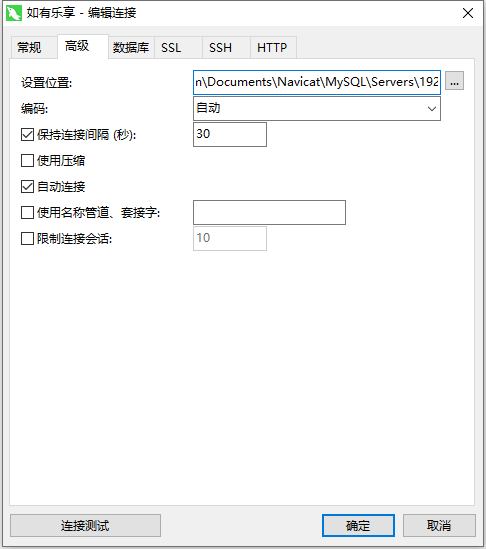 如有乐享 - 编辑连接
常规 高级 数据库 SSL SSH HTTP
设置位置: n\Documents\Navicat\MySQL\Servers\192 ...
编码: 自动
保持连接间隔 (秒): 30
使用压缩
自动连接
使用名称管道、套接字:
限制连接会话: 10
连接测试 确定 取消